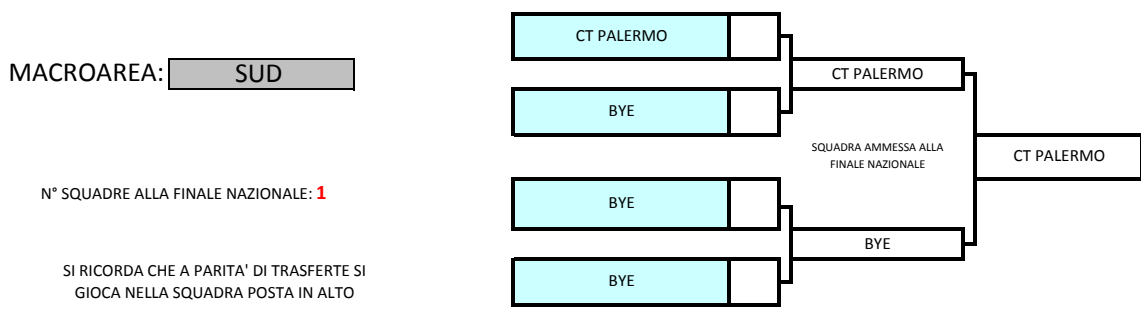 MACROAREA: SUD
N° SQUADRE ALLA FINALE NAZIONALE: 1
SI RICORDA CHE A PARITA' DI TRASFERTE SI
GIOCA NELLA SQUADRA POSTA IN ALTO
CT PALERMO
BYE
BYE
BYE
CT PALERMO
SQUADRA AMMESSA ALLA
FINALE NAZIONALE
BYE
CT PALERMO